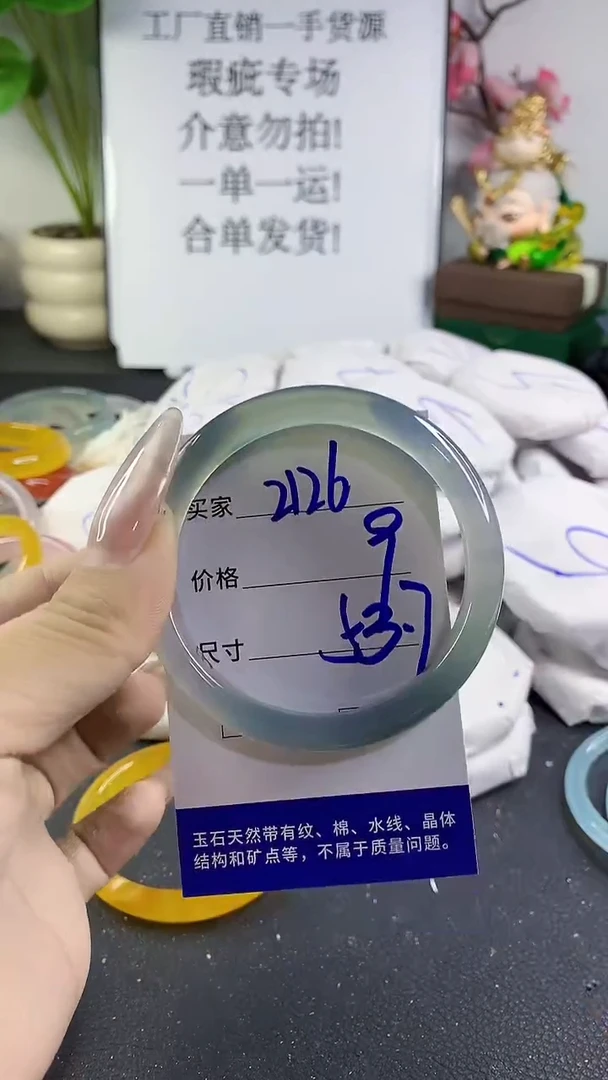 工厂直销一手货源
瑕疵专场
介意勿拍!
一单一运!
合单发货!
买家 2126
价格
尺寸
玉石天然带有纹、棉、水线、晶体
结构和矿点等，不属于质量问题。